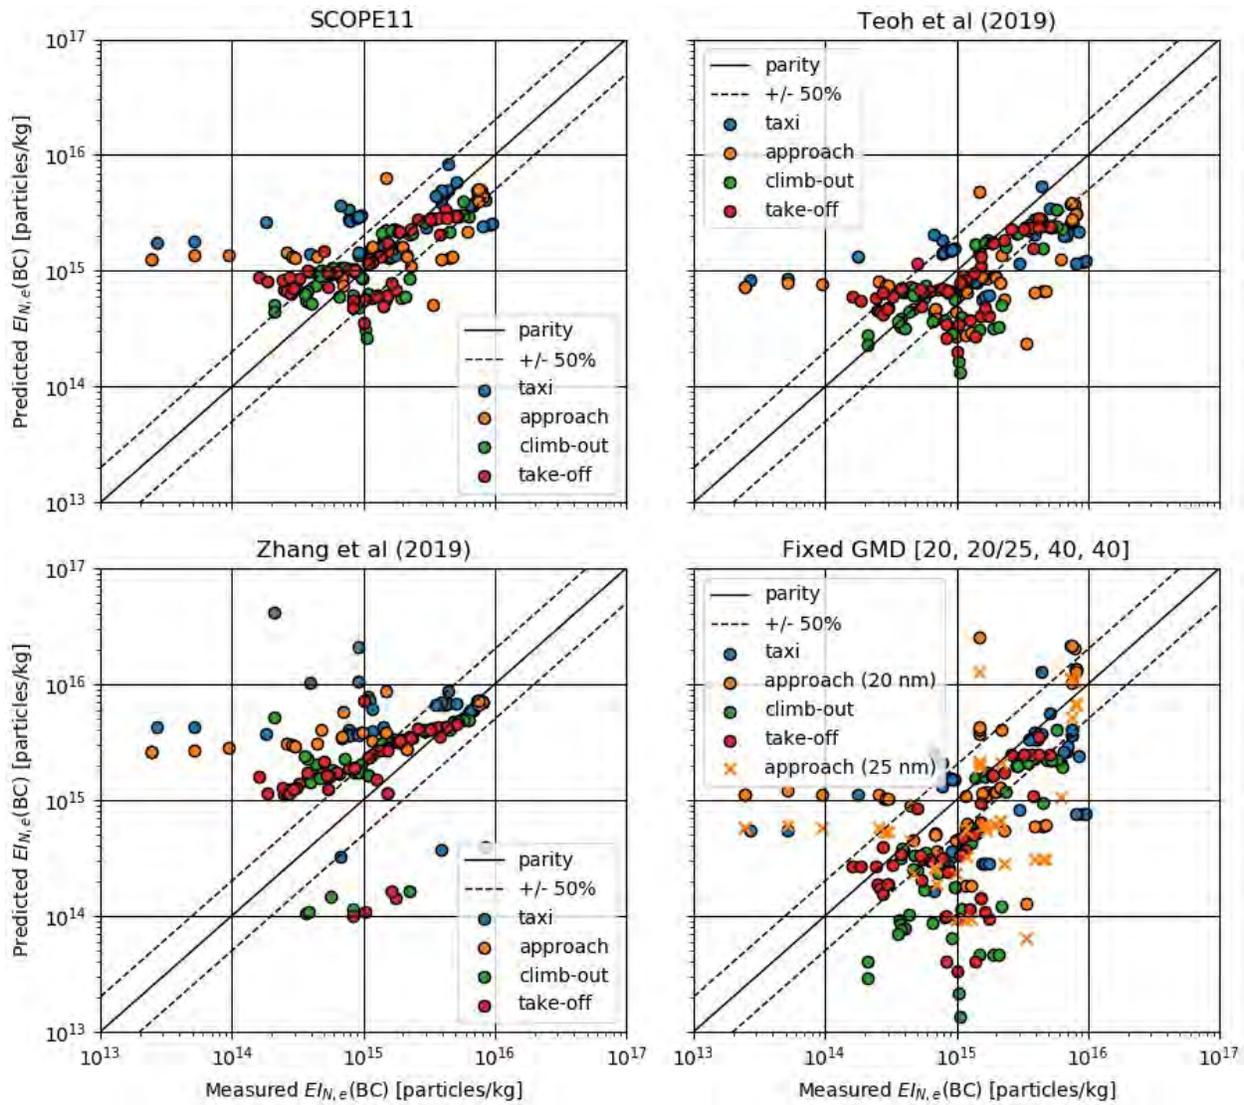 SCOPE11
Teoh et al (2019)
10^17
10^16
10^15
10^14
10^13
Predicted EI_{N,e}(BC) [particles/kg]
parity
+/- 50%
taxi
approach
climb-out
take-off
parity
+/- 50%
taxi
approach
climb-out
take-off
Zhang et al (2019)
Fixed GMD [20, 20/25, 40, 40]
10^17
10^16
10^15
10^14
10^13
Predicted EI_{N,e}(BC) [particles/kg]
parity
+/- 50%
taxi
approach
climb-out
take-off
parity
+/- 50%
taxi
approach (20 nm)
climb-out
take-off
approach (25 nm)
10^13
10^14
10^15
10^16
10^17
10^13
10^14
10^15
10^16
10^17
Measured EI_{N,e}(BC) [particles/kg]
Measured EI_{N,e}(BC) [particles/kg]